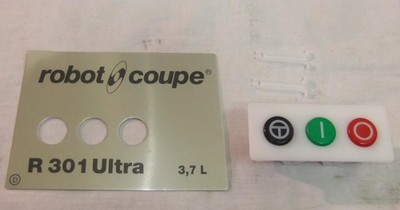 robot coupe®
R 301 Ultra 3,7 L